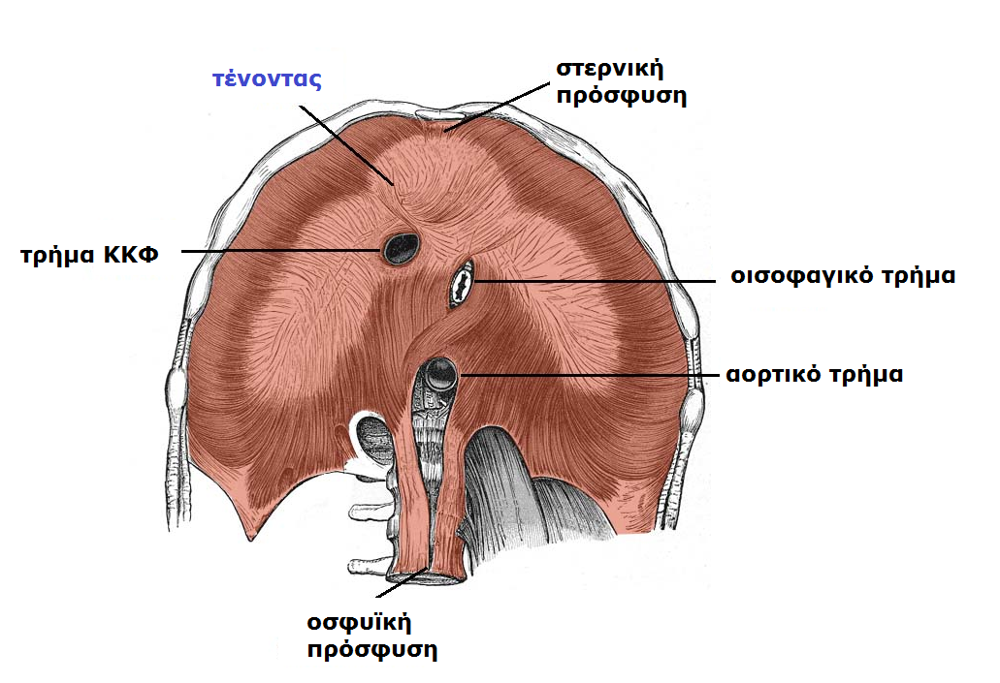 στερνική
πρόσφυση
τένοντας
τρήμα ΚΚΦ
οισοφαγικό τρήμα
αορτικό τρήμα
οσφυϊκή
πρόσφυση